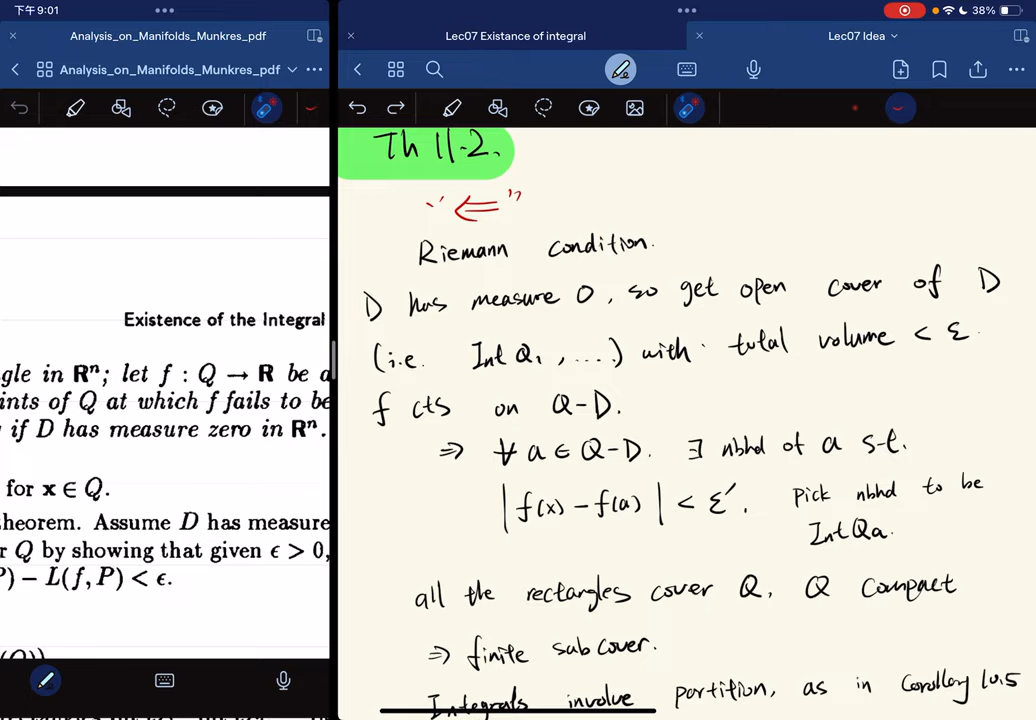 下午9:01
38%
Analysis_on_Manifolds_Munkres_pdf
Analysis_on_Manifolds_Munkres_pdf
Existence of the Integral
gle in Rⁿ; let f : Q → R be a
ints of Q at which f fails to be
if D has measure zero in Rⁿ.
for x ∈ Q.
heorem. Assume D has measure
r Q by showing that given ϵ > 0,
P) − L(f, P) < ϵ.
(Q))
Lec07 Existance of integral
Lec07 Idea
Th 11-2.
"⇐"
Riemann condition.
D has measure 0, so get open cover of D
(i.e. Int Q₁, ....) with total volume < ε.
f cts on Q-D.
⇒ ∀ a ∈ Q-D. ∃ nbhd of a s-t.
|f(x) - f(a)| < ε'. Pick nbhd to be
Int Qa.
all the rectangles cover Q, Q compact
⇒ finite subcover.
Integrals involve partition, as in Corollary 10.5